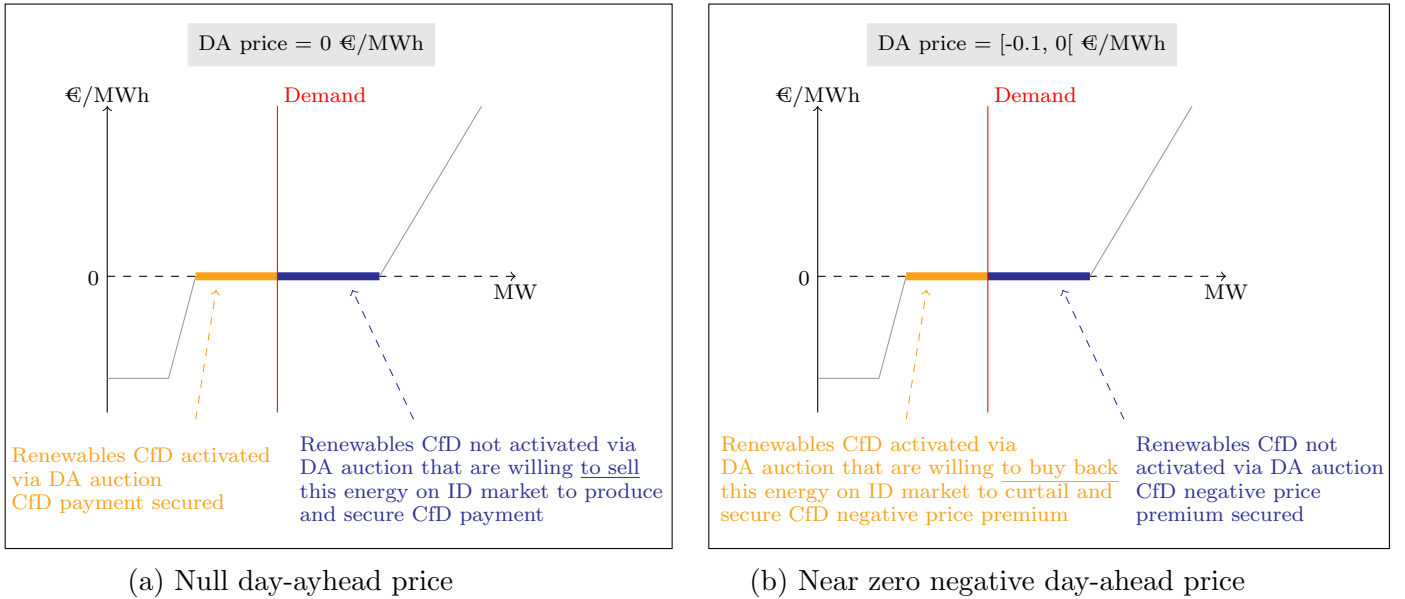 DA price = 0 €/MWh
€/MWh
Demand
0
MW
Renewables CfD activated
via DA auction
CfD payment secured
Renewables CfD not activated via
DA auction that are willing to sell
this energy on ID market to produce
and secure CfD payment
(a) Null day-ayhead price
DA price = [-0.1, 0[ €/MWh
€/MWh
Demand
0
MW
Renewables CfD activated via
DA auction that are willing to buy back
this energy on ID market to curtail and
secure CfD negative price premium
Renewables CfD not
activated via DA auction
CfD negative price
premium secured
(b) Near zero negative day-ahead price